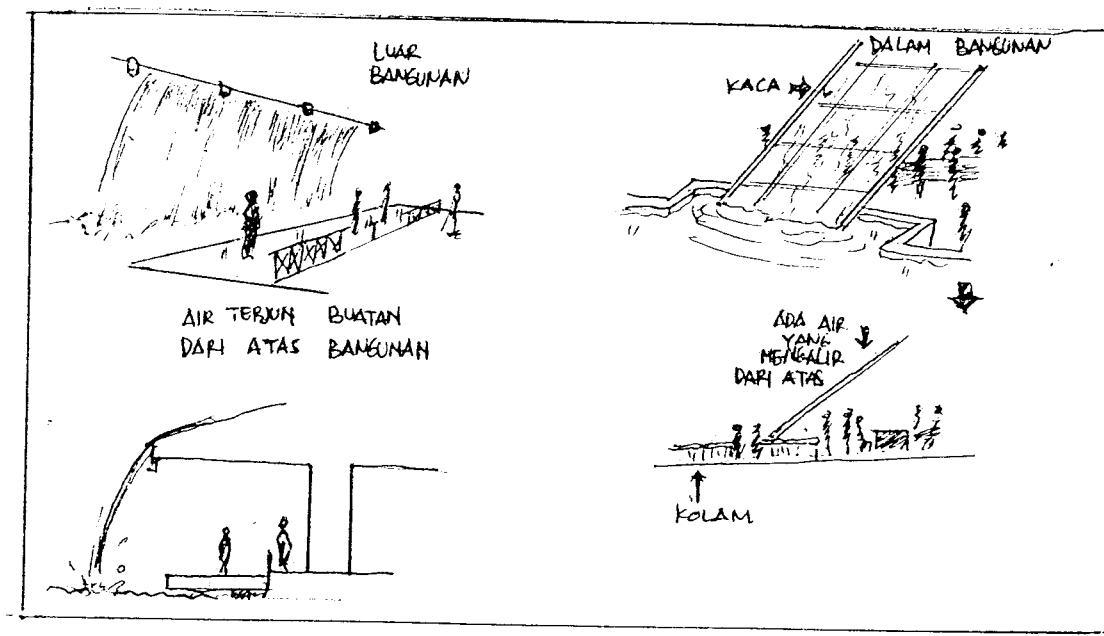 LUAR
BANGUNAN
AIR TERJUN BUATAN
DARI ATAS BANGUNAN
DALAM BANGUNAN
KACA
ADA AIR
YANG
MENGALIR
DARI ATAS
KOLAM